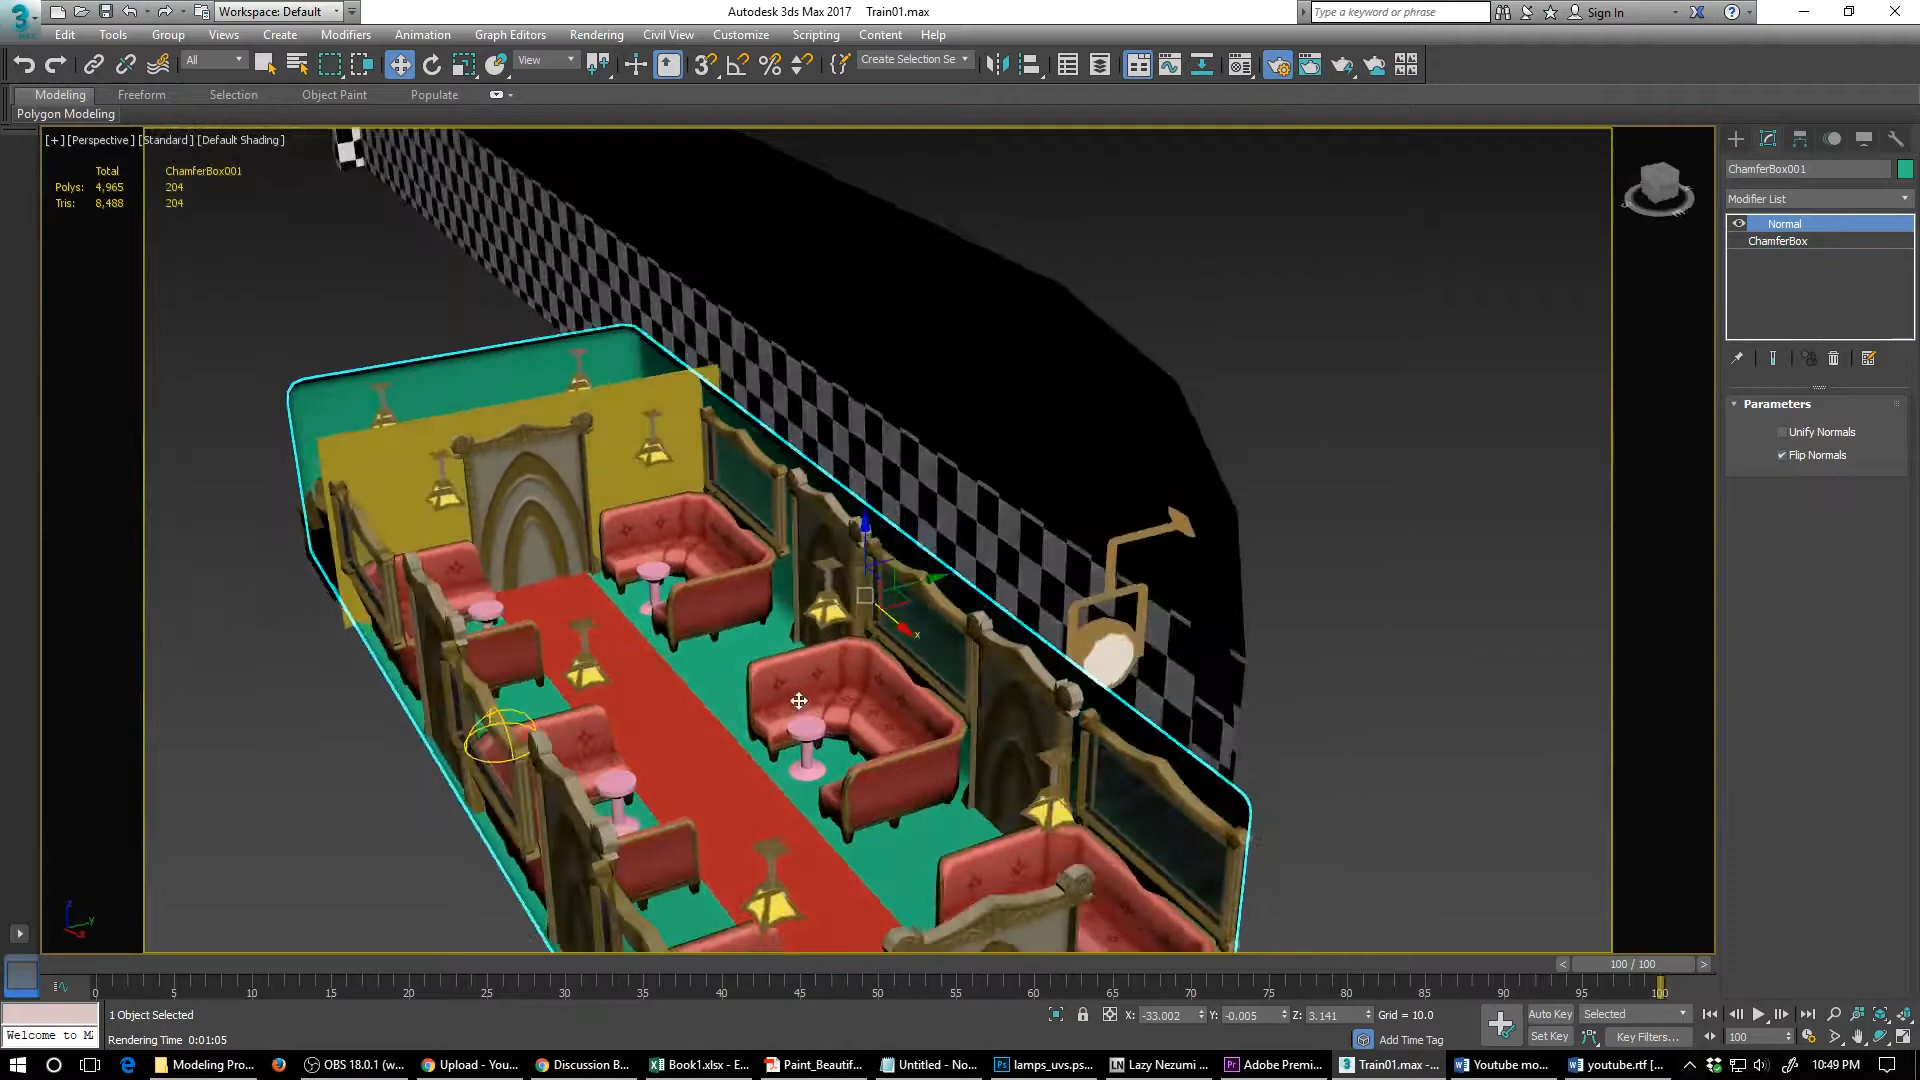 Workspace: Default
Autodesk 3ds Max 2017 Train01.max
Type a keyword or phrase
Sign In
Edit Tools Group Views Create Modifiers Animation Graph Editors Rendering Civil View Customize Scripting Content Help
All
View
Create Selection Se
Modeling Freeform Selection Object Paint Populate
Polygon Modeling
[+] [Perspective] [Standard] [Default Shading]
Total ChamferBox001
Polys: 4,965 204
Tris: 8,488 204
ChamferBox001
Modifier List
Normal
ChamferBox
Parameters
Unify Normals
Flip Normals
x
z
y
x
100 / 100
0 5 10 15 20 25 30 35 40 45 50 55 60 65 70 75 80 85 90 95 100
Welcome to M
1 Object Selected
Rendering Time 0:01:05
X: -33.002 Y: -0.005 Z: 3.141 Grid = 10.0
Add Time Tag
Auto Key Selected
Set Key Key Filters...
100
Modeling Pro...
OBS 18.0.1 (w...
Upload - You...
Discussion B...
Book1.xlsx - E...
Paint_Beautif...
Untitled - No...
lamps_uvs.ps...
Lazy Nezumi ...
Adobe Premi...
Train01.max -...
Youtube mo...
youtube.rtf [...
10:49 PM